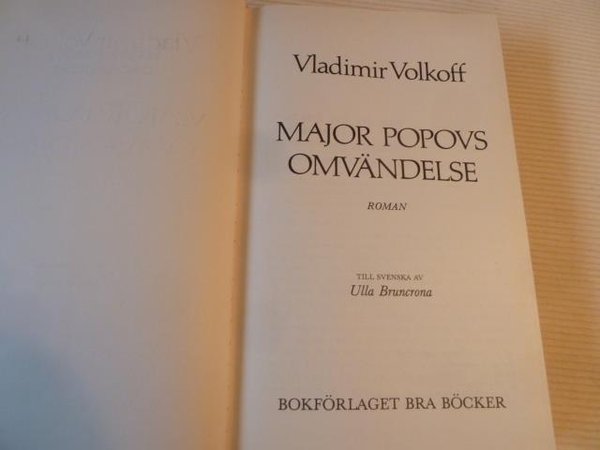 Vladimir Volkoff
MAJOR POPOVS
OMVÄNDELSE
ROMAN
TILL SVENSKA AV
Ulla Bruncrona
BOKFÖRLAGET BRA BÖCKER